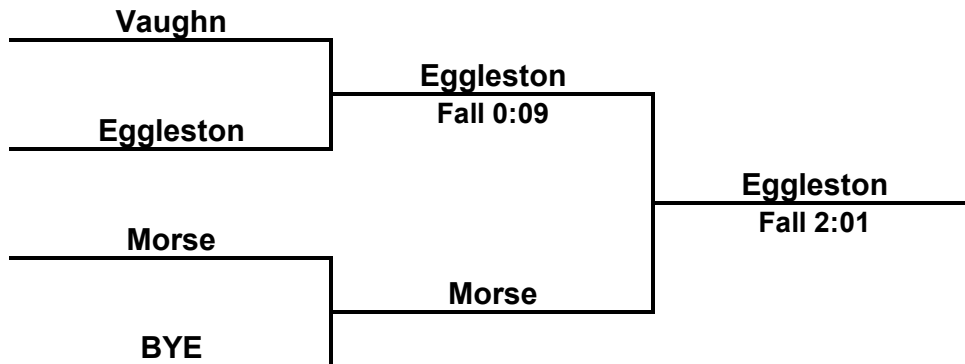 Vaughn
Eggleston
Fall 0:09
Eggleston
Eggleston
Fall 2:01
Morse
Morse
BYE